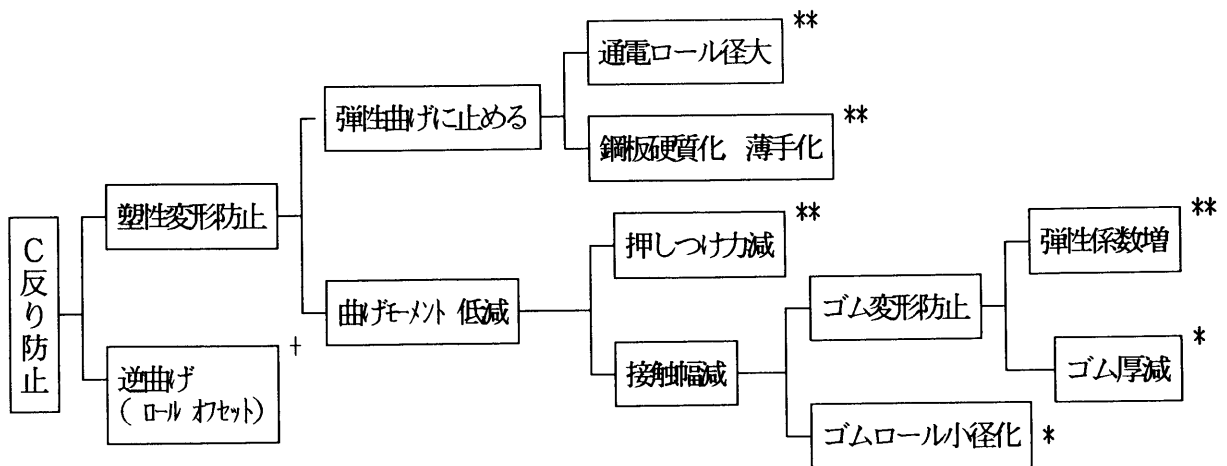 C反り防止
塑性変形防止
逆曲げ
( ロール オフセット)
†
弾性曲げに止める
曲げモーメント 低減
通電ロール径大
**
鋼板硬質化 薄手化
**
押しつけ力減
**
接触幅減
ゴム変形防止
ゴムロール小径化 *
弾性係数増
**
ゴム厚減
*